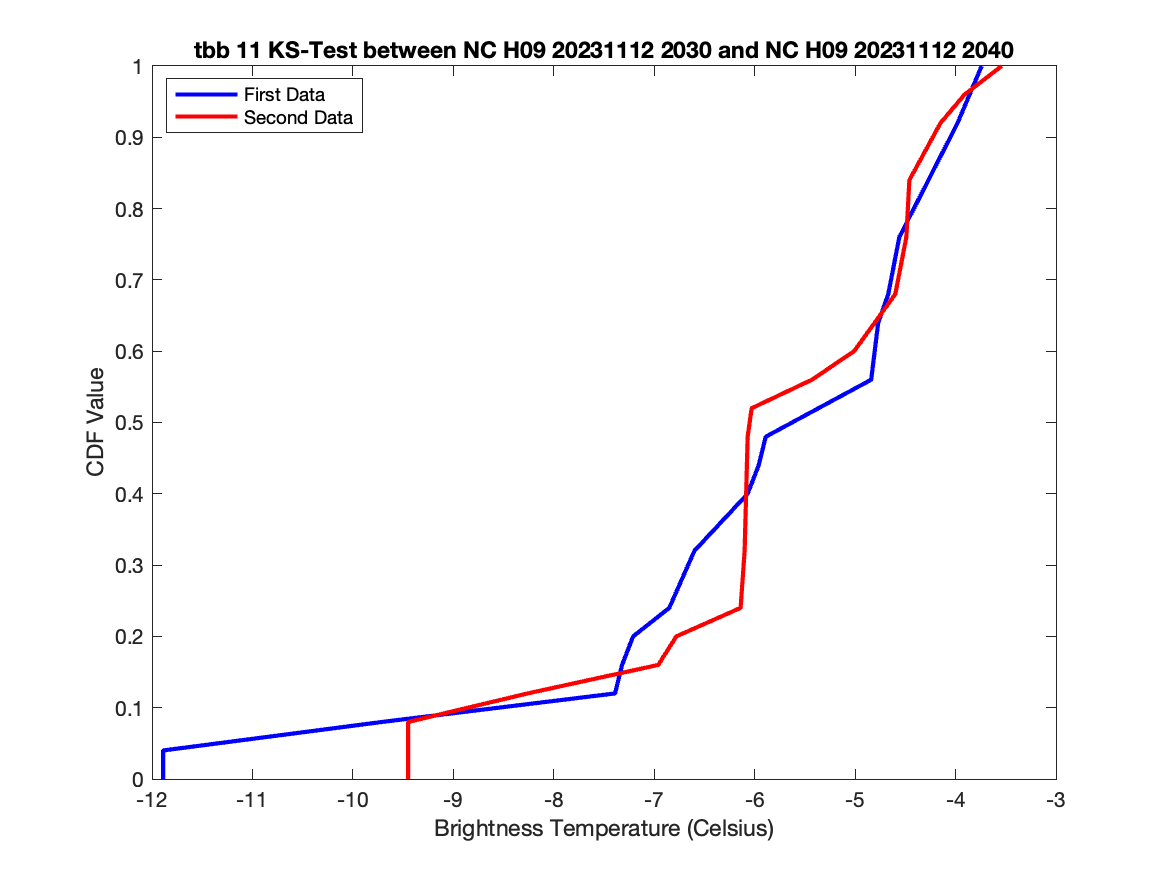 tbb 11 KS-Test between NC H09 20231112 2030 and NC H09 20231112 2040
First Data
Second Data
1
0.9
0.8
0.7
0.6
0.5
0.4
0.3
0.2
0.1
0
CDF Value
-12 -11 -10 -9 -8 -7 -6 -5 -4 -3
Brightness Temperature (Celsius)